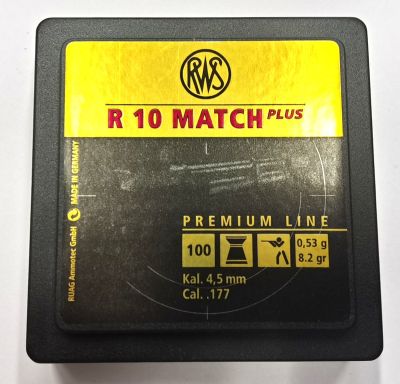 RWS
R 10 MATCH PLUS
PREMIUM LINE
100
0,53 g
8.2 gr
Kal. 4,5 mm
Cal. .177
RUAG Ammotec GmbH MADE IN GERMANY